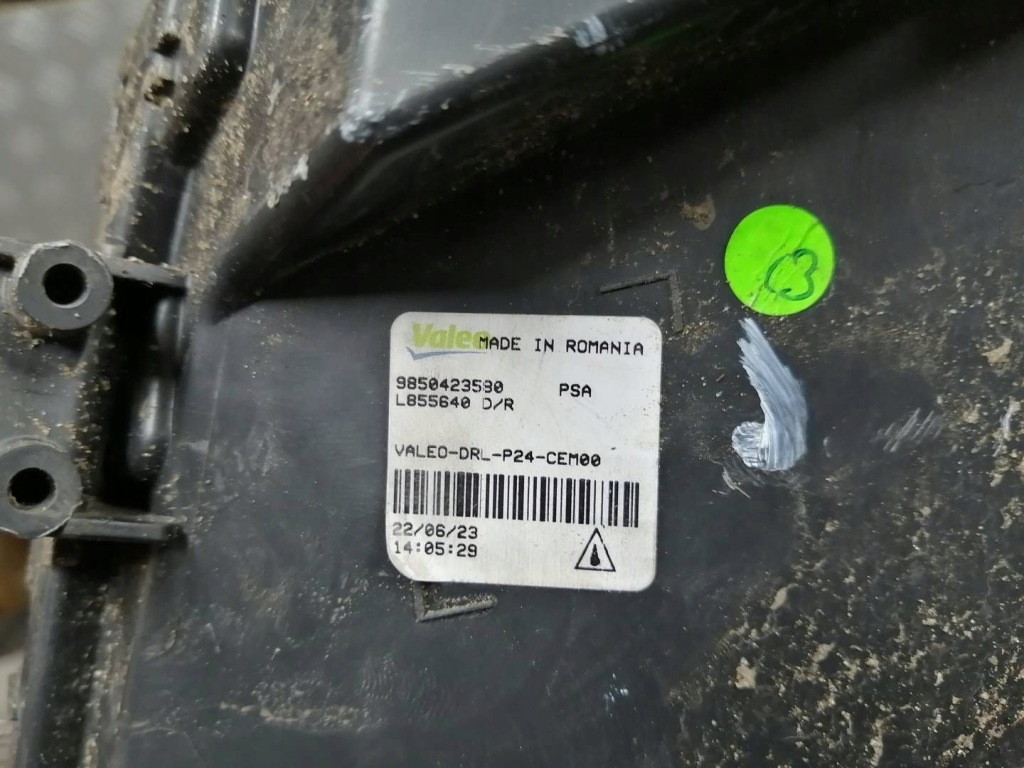 Valeo MADE IN ROMANIA
9850423580 PSA
L855640 D/R
VALEO-DRL-P24-CEM00
22/06/23
14:05:29